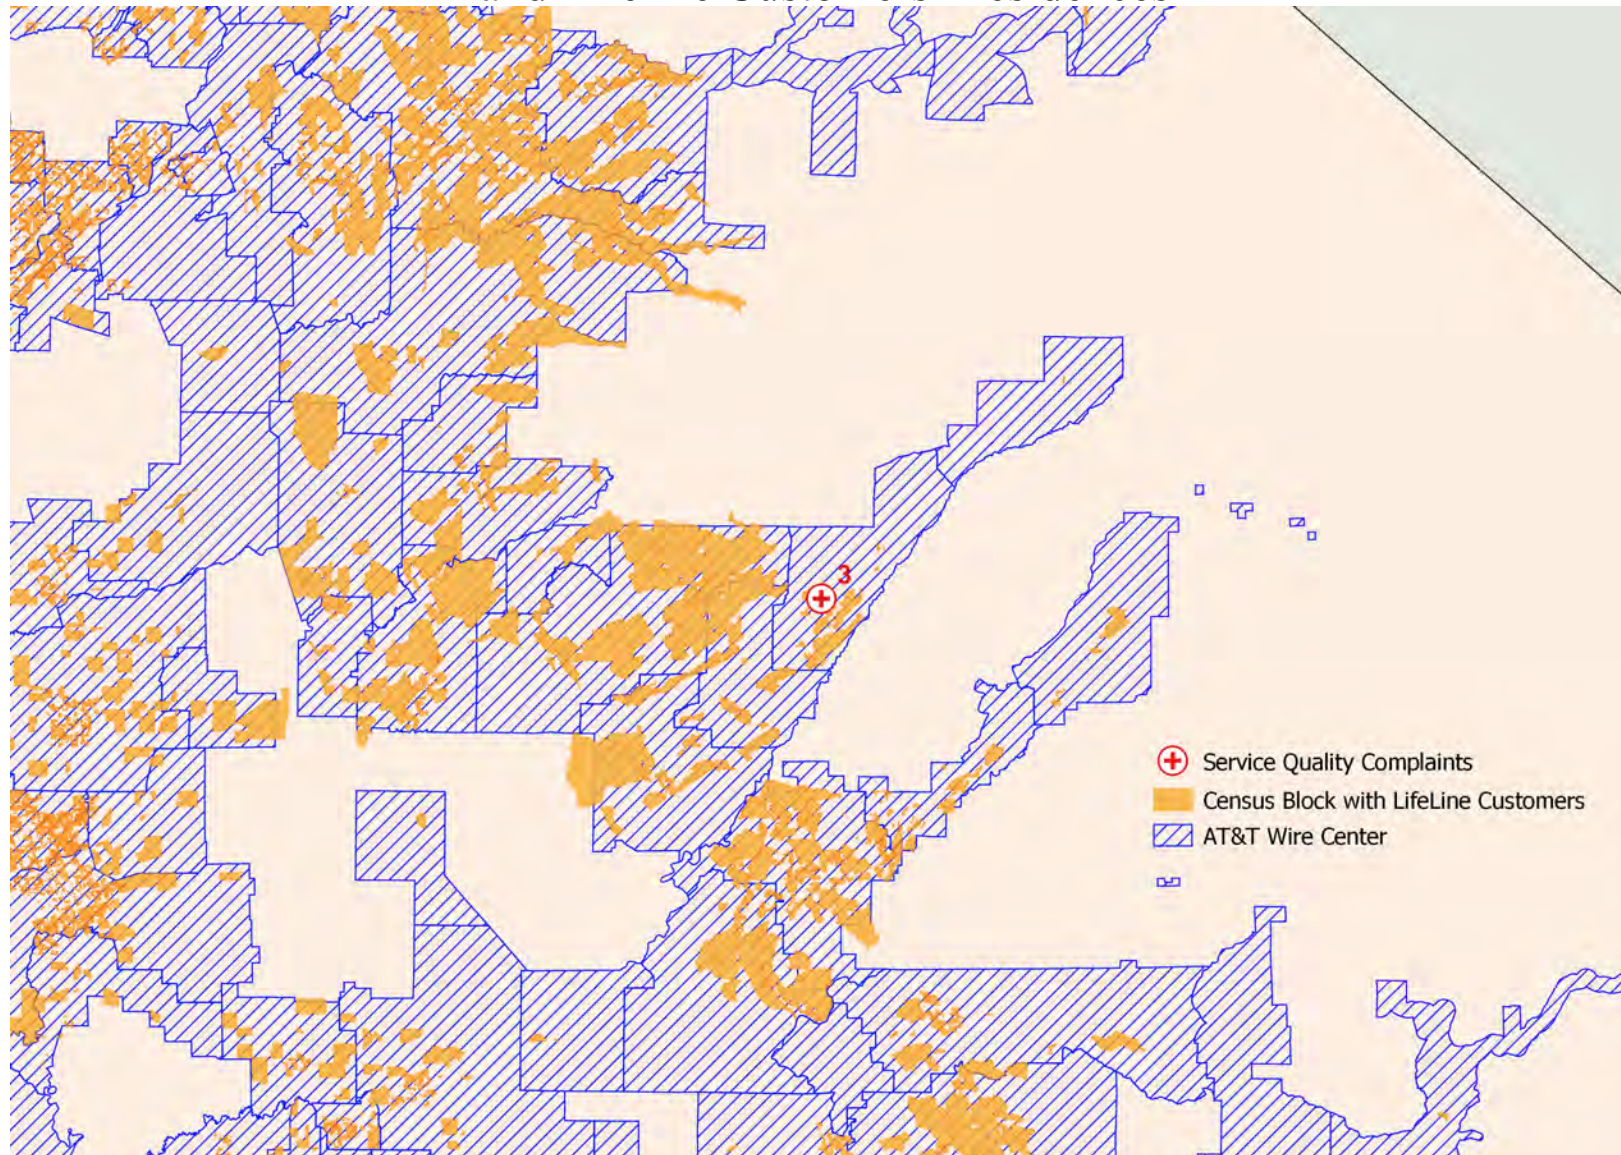 3
Service Quality Complaints
Census Block with LifeLine Customers
AT&T Wire Center